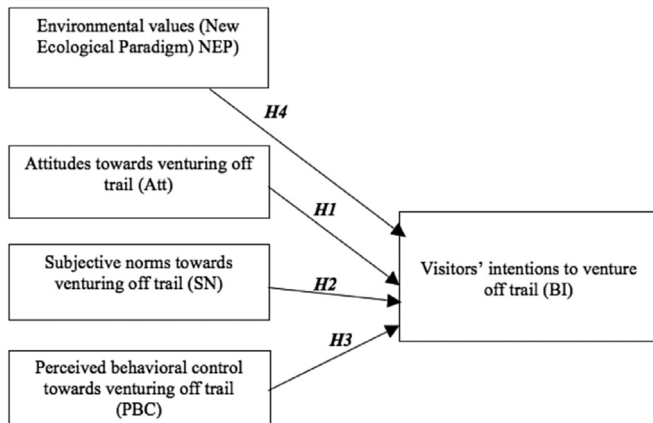 Environmental values (New
Ecological Paradigm) NEP)
H4
Attitudes towards venturing off
trail (Att)
H1
Subjective norms towards
venturing off trail (SN)
H2
Visitors’ intentions to venture
off trail (BI)
H3
Perceived behavioral control
towards venturing off trail
(PBC)